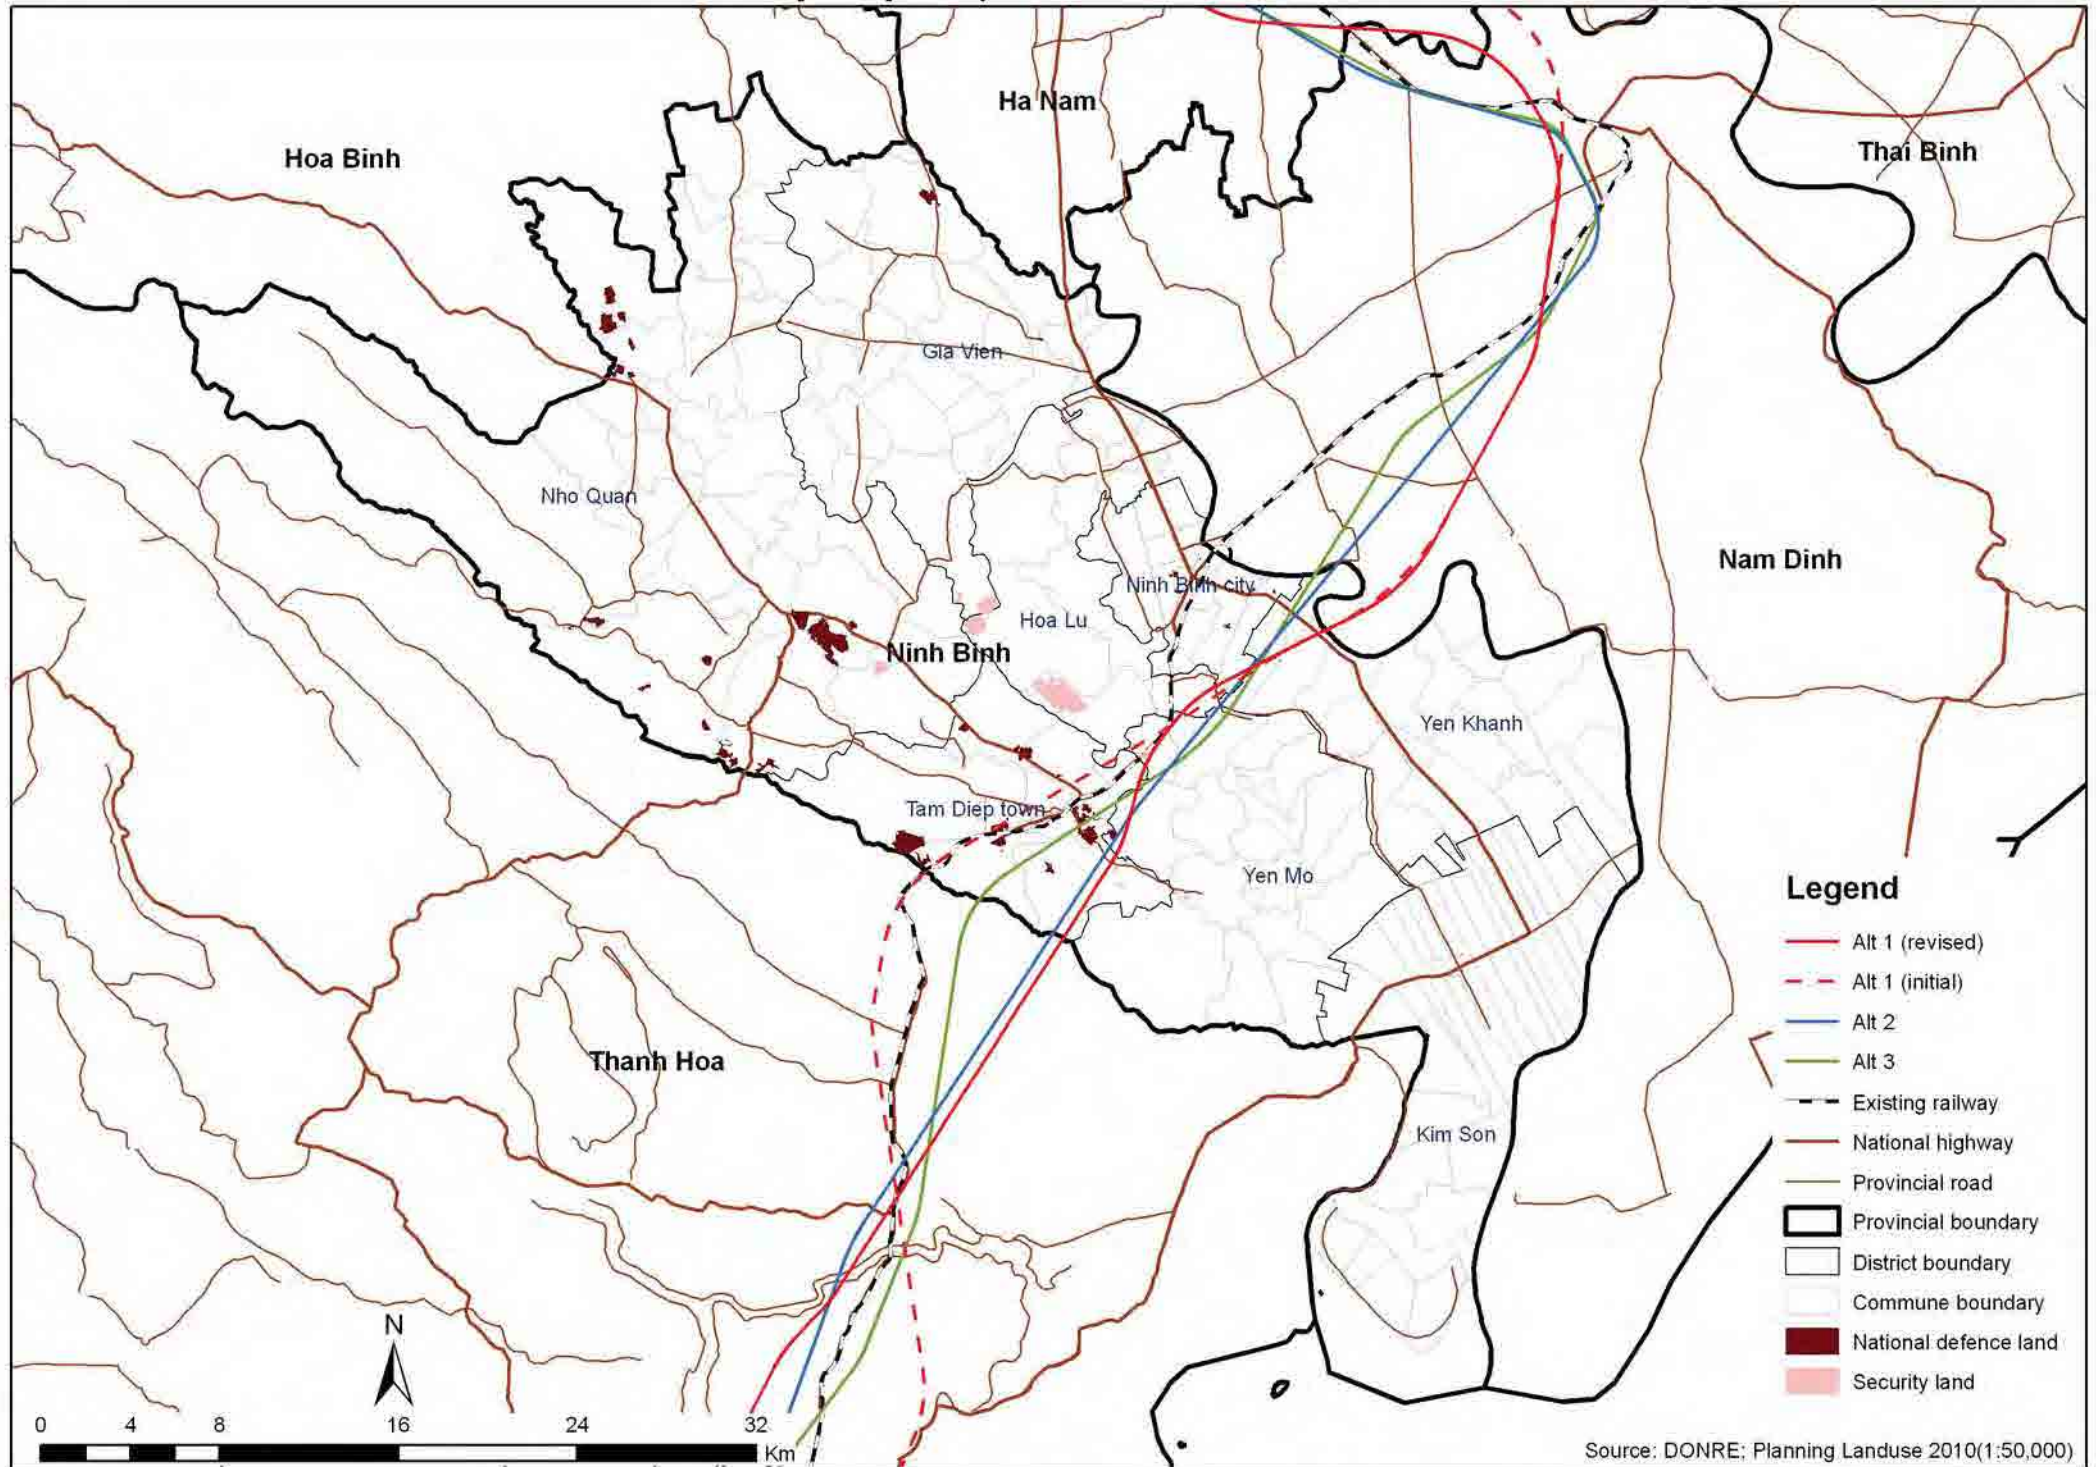 Ha Nam
Hoa Binh
Thai Binh
Gia Vien
Nho Quan
Nam Dinh
Ninh Binh city
Hoa Lu
Ninh Binh
Yen Khanh
Tam Diep town
Yen Mo
Thanh Hoa
Kim Son
Legend
Alt 1 (revised)
Alt 1 (initial)
Alt 2
Alt 3
Existing railway
National highway
Provincial road
Provincial boundary
District boundary
Commune boundary
National defence land
Security land
N
0 4 8 16 24 32
Km
Source: DONRE; Planning Landuse 2010(1:50,000)